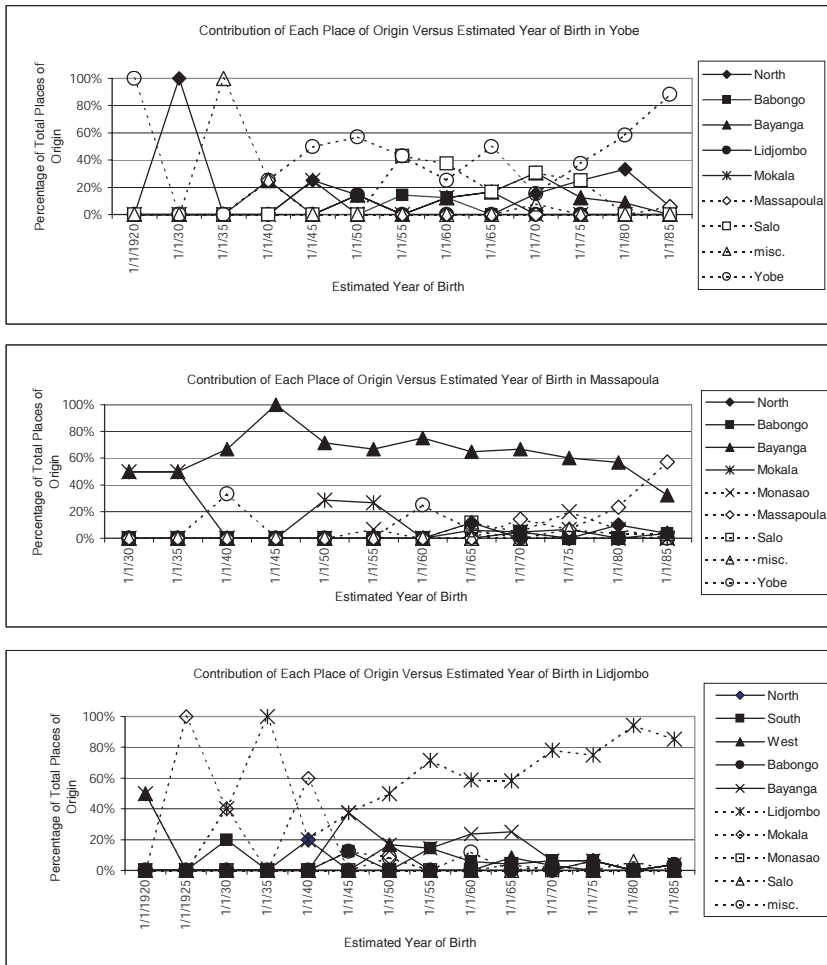 Contribution of Each Place of Origin Versus Estimated Year of Birth in Yobe
Percentage of Total Places of
Origin
100%
80%
60%
40%
20%
0%
1/1/1920
1/1/30
1/1/35
1/1/40
1/1/45
1/1/50
1/1/55
1/1/60
1/1/65
1/1/70
1/1/75
1/1/80
1/1/85
Estimated Year of Birth
North
Babongo
Bayanga
Lidjombo
Mokala
Massapoula
Salo
misc.
Yobe
Contribution of Each Place of Origin Versus Estimated Year of Birth in Massapoula
Percentage of Total Places of
Origin
100%
80%
60%
40%
20%
0%
1/1/30
1/1/35
1/1/40
1/1/45
1/1/50
1/1/55
1/1/60
1/1/65
1/1/70
1/1/75
1/1/80
1/1/85
Estimated Year of Birth
North
Babongo
Bayanga
Mokala
Monasao
Massapoula
Salo
misc.
Yobe
Contribution of Each Place of Origin Versus Estimated Year of Birth in Lidjombo
Percentage of Total Places of
Origin
100%
80%
60%
40%
20%
0%
1/1/1920
1/1/1925
1/1/30
1/1/35
1/1/40
1/1/45
1/1/50
1/1/55
1/1/60
1/1/65
1/1/70
1/1/75
1/1/80
1/1/85
Estimated Year of Birth
North
South
West
Babongo
Bayanga
Lidjombo
Mokala
Monasao
Salo
misc.